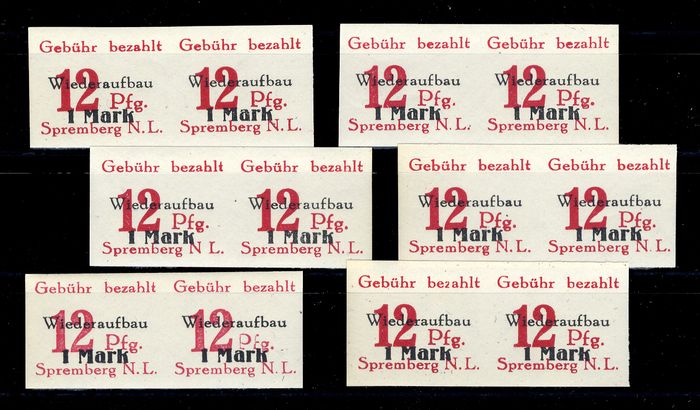 Gebühr bezahlt Gebühr bezahlt
Wiederaufbau Wiederaufbau
12 Pfg. 12 Pfg.
1 Mark 1 Mark
Spremberg N.L. Spremberg N.L.
Gebühr bezahlt Gebühr bezahlt
Wiederaufbau Wiederaufbau
12 Pfg. 12 Pfg.
1 Mark 1 Mark
Spremberg N.L. Spremberg N.L.
Gebühr bezahlt Gebühr bezahlt
Wiederaufbau Wiederaufbau
12 Pfg. 12 Pfg.
1 Mark 1 Mark
Spremberg N L. Spremberg N.L.
Gebühr bezahlt Gebühr bezahlt
Wiederaufbau Wiederaufbau
12 Pfg. 12 Pfg.
1 Mark 1 Mark
Spremberg N.L. Spremberg N.L.
Gebühr bezahlt Gebühr bezahlt
Wiederaufbau Wiederaufbau
12 Pfg. 12 Pfg.
1 Mark 1 Mark
Spremberg N.L. Spremberg N.L.
Gebühr bezahlt Gebühr bezahlt
Wiederaufbau Wiederaufbau
12 Pfg. 12 Pfg.
1 Mark 1 Mark
Spremberg N.L. Spremberg N.L.